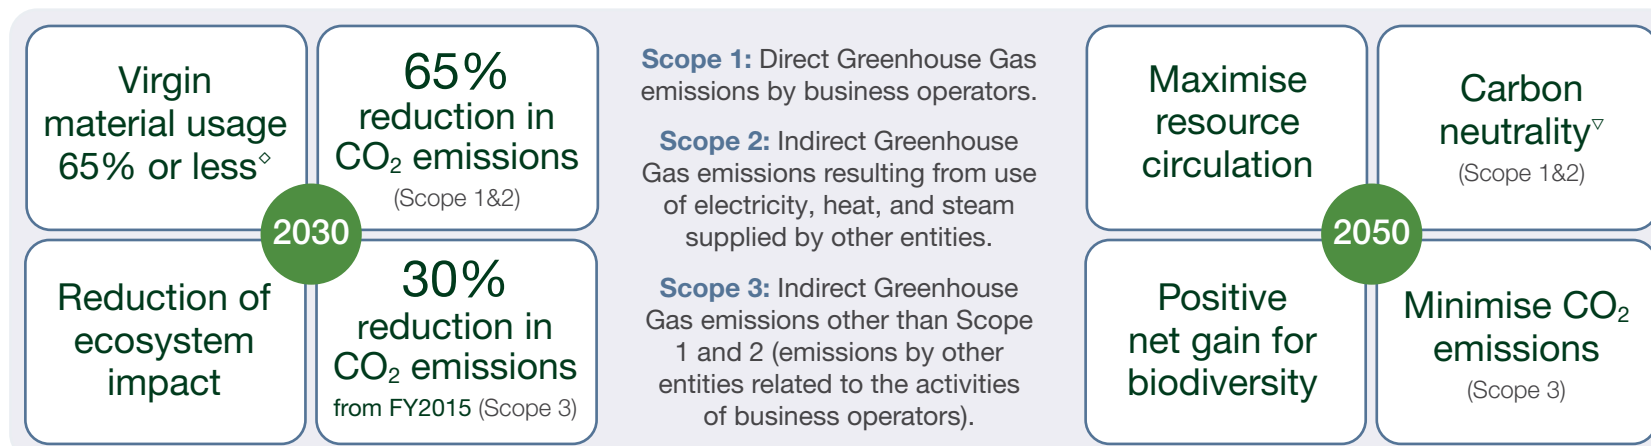 Virgin
material usage
65% or less◇
65%
reduction in
CO₂ emissions
(Scope 1&2)
2030
Reduction of
ecosystem
impact
30%
reduction in
CO₂ emissions
from FY2015 (Scope 3)
Scope 1: Direct Greenhouse Gas
emissions by business operators.
Scope 2: Indirect Greenhouse
Gas emissions resulting from use
of electricity, heat, and steam
supplied by other entities.
Scope 3: Indirect Greenhouse
Gas emissions other than Scope
1 and 2 (emissions by other
entities related to the activities
of business operators).
Maximise
resource
circulation
Carbon
neutrality▽
(Scope 1&2)
2050
Positive
net gain for
biodiversity
Minimise CO₂
emissions
(Scope 3)